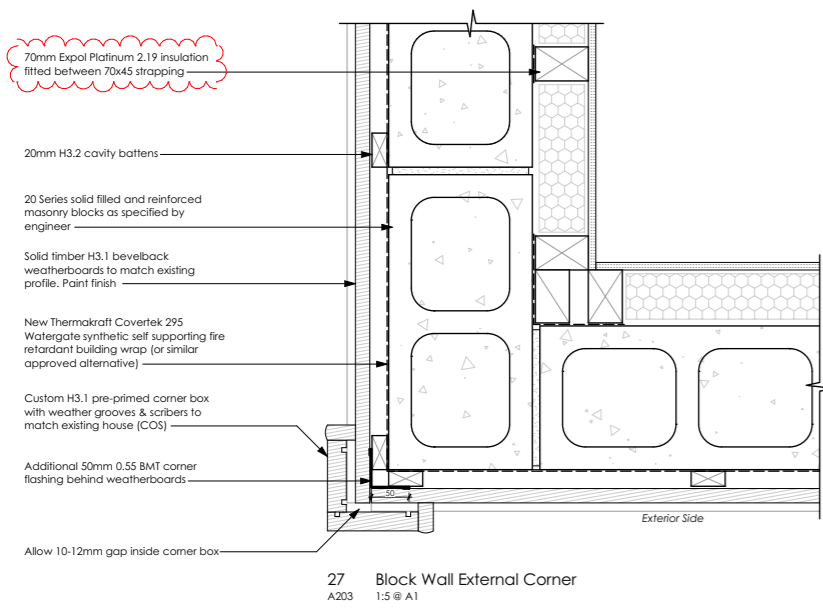 70mm Expol Platinum 2.19 insulation
fitted between 70x45 strapping
20mm H3.2 cavity battens
20 Series solid filled and reinforced
masonry blocks as specified by
engineer
Solid timber H3.1 bevelback
weatherboards to match existing
profile. Paint finish
New Thermakraft Covertek 295
Watergate synthetic self supporting fire
retardant building wrap (or similar
approved alternative)
Custom H3.1 pre-primed corner box
with weather grooves & scribers to
match existing house (COS)
Additional 50mm 0.55 BMT corner
flashing behind weatherboards
50
Exterior Side
Allow 10-12mm gap inside corner box
27 Block Wall External Corner
A203 1:5 @ A1